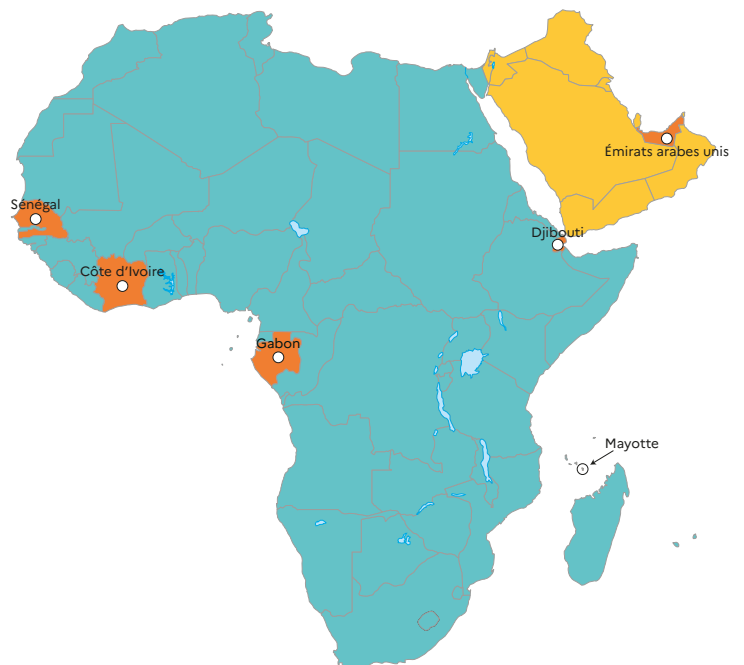 Émirats arabes unis
Sénégal
Djibouti
Côte d'Ivoire
Gabon
Mayotte